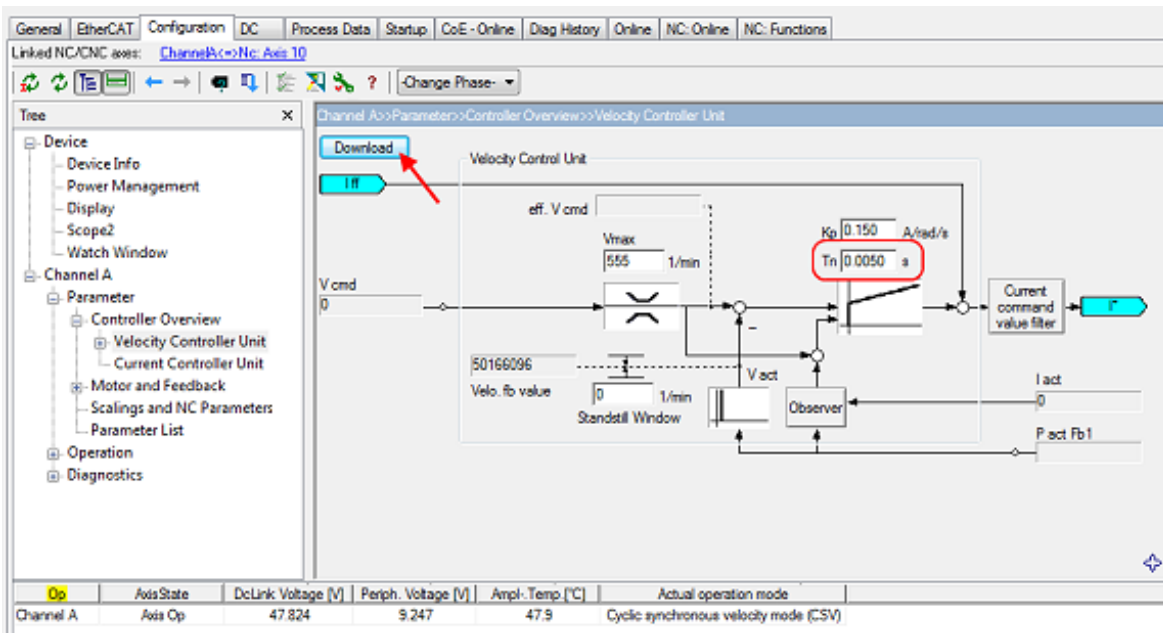 General EtherCAT Configuration DC Process Data Startup CoE - Online Diag History Online NC: Online NC: Functions
Linked NC/CNC axes: ChannelA<=>Nc: Axis 10
? -Change Phase-
Tree x
Channel A>>Parameter>>Controller Overview>>Velocity Controller Unit
Device
Device Info
Power Management
Display
Scope2
Watch Window
Channel A
Parameter
Controller Overview
Velocity Controller Unit
Current Controller Unit
Motor and Feedback
Scalings and NC Parameters
Parameter List
Operation
Diagnostics
Download
Velocity Control Unit
I ff
eff. V cmd
Kp 0.150 A/rad/s
Vmax
555 1/min
Tn 0.0050 s
V cmd
0
Current
command
value filter
50166096
Velo. fb value
0 1/min
Standstill Window
V act
Observer
I act
0
P act Fb1
Op AxisState DcLink Voltage [V] Periph. Voltage [V] Ampl-.Temp.[°C] Actual operation mode
Channel A Axis Op 47.824 9.247 47.9 Cyclic synchronous velocity mode (CSV)